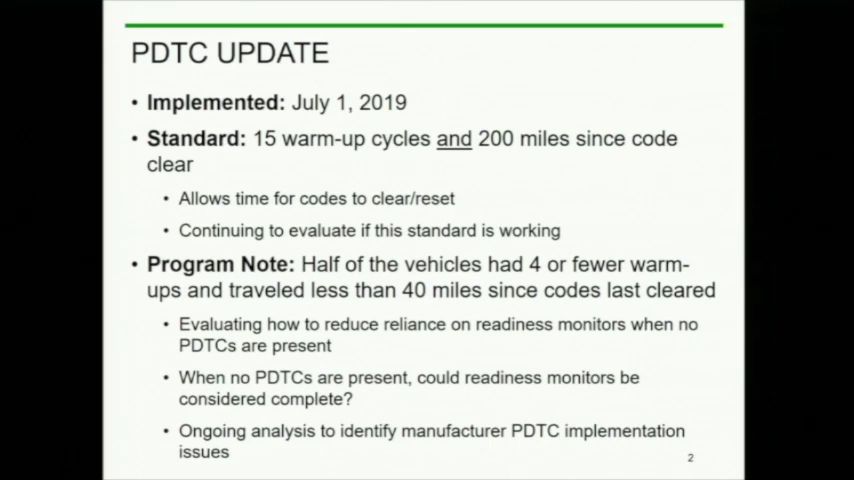 PDTC UPDATE
• Implemented: July 1, 2019
• Standard: 15 warm-up cycles and 200 miles since code
clear
• Allows time for codes to clear/reset
• Continuing to evaluate if this standard is working
• Program Note: Half of the vehicles had 4 or fewer warm-
ups and traveled less than 40 miles since codes last cleared
• Evaluating how to reduce reliance on readiness monitors when no
PDTCs are present
• When no PDTCs are present, could readiness monitors be
considered complete?
• Ongoing analysis to identify manufacturer PDTC implementation
issues
2